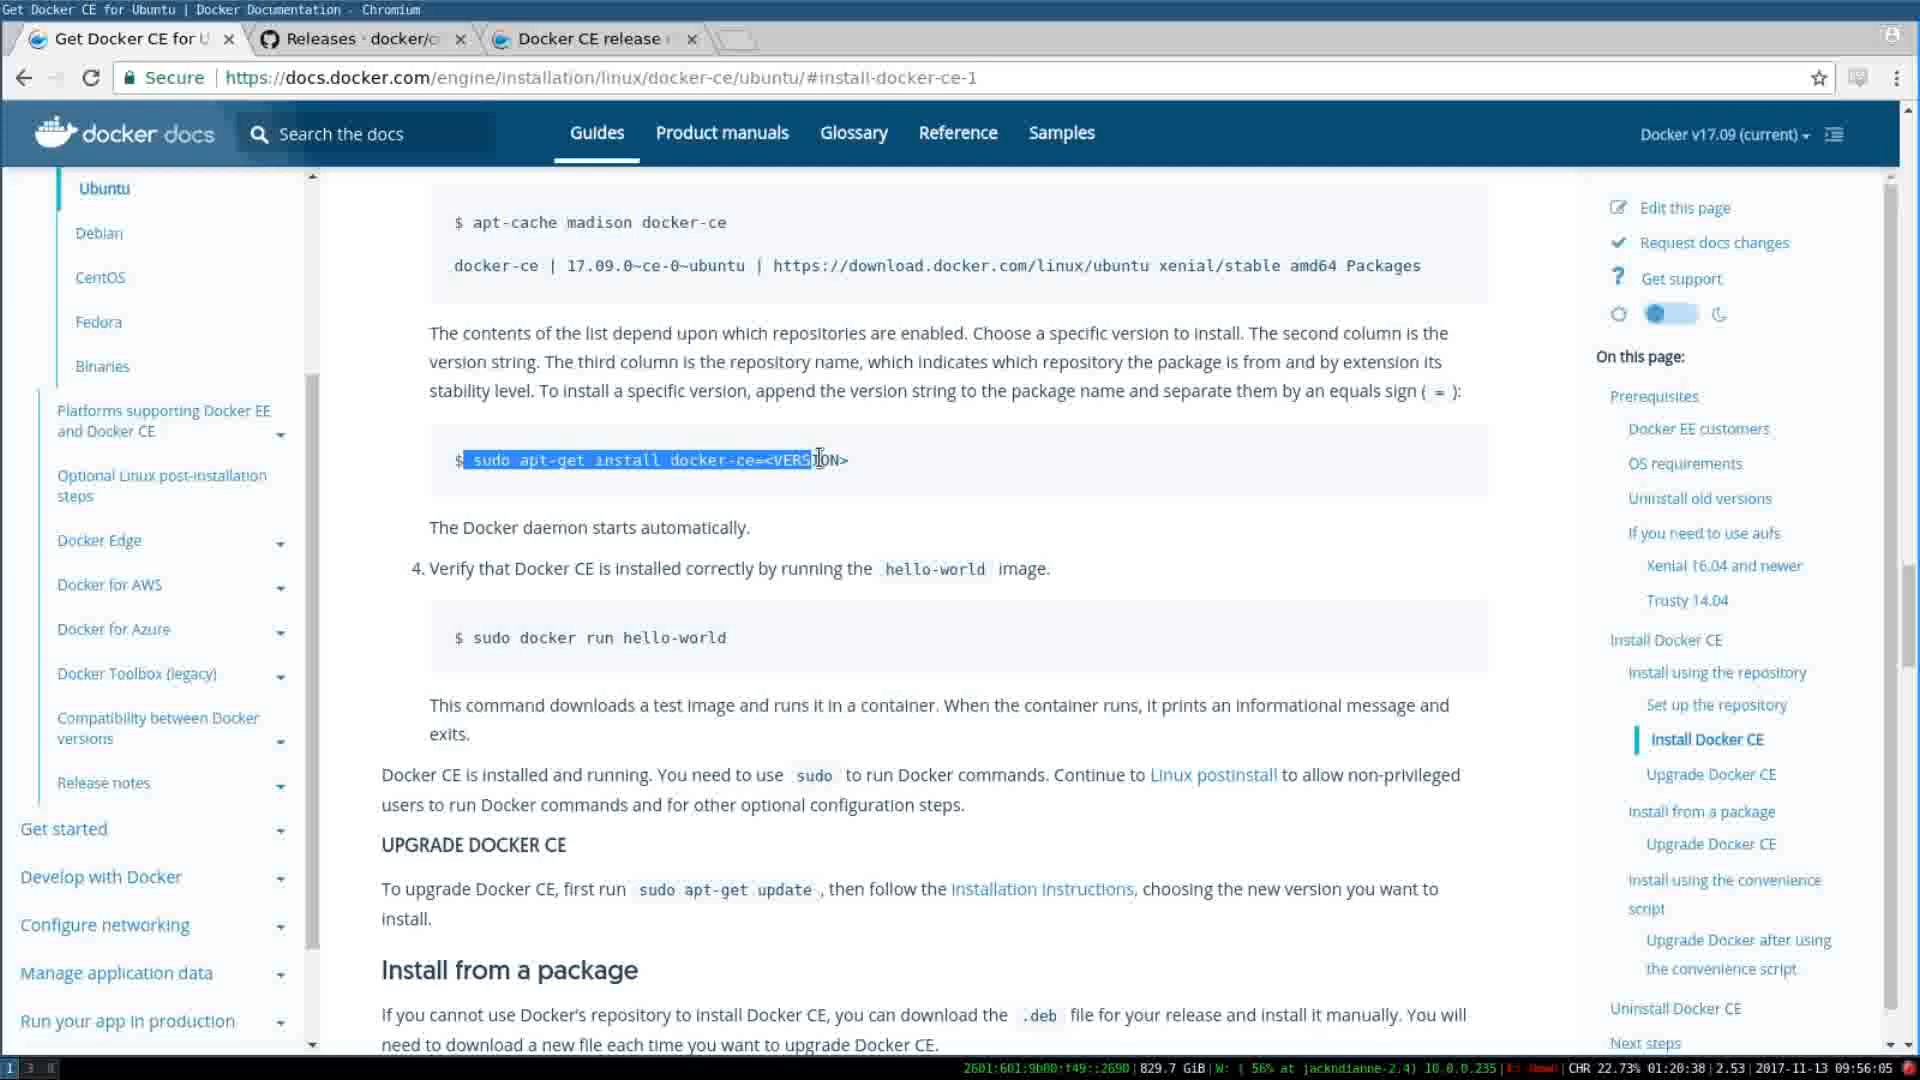 Get Docker CE for Ubuntu | Docker Documentation - Chromium
Get Docker CE for U
Releases · docker/c
Docker CE release
Secure
https://docs.docker.com/engine/installation/linux/docker-ce/ubuntu/#install-docker-ce-1
docker docs
Search the docs
Guides
Product manuals
Glossary
Reference
Samples
Docker v17.09 (current)
Ubuntu
Debian
CentOS
Fedora
Binaries
Platforms supporting Docker EE
and Docker CE
Optional Linux post-installation
steps
Docker Edge
Docker for AWS
Docker for Azure
Docker Toolbox (legacy)
Compatibility between Docker
versions
Release notes
Get started
Develop with Docker
Configure networking
Manage application data
Run your app in production
$ apt-cache madison docker-ce
docker-ce | 17.09.0~ce-0~ubuntu | https://download.docker.com/linux/ubuntu xenial/stable amd64 Packages
The contents of the list depend upon which repositories are enabled. Choose a specific version to install. The second column is the
version string. The third column is the repository name, which indicates which repository the package is from and by extension its
stability level. To install a specific version, append the version string to the package name and separate them by an equals sign ( = ):
$ sudo apt-get install docker-ce=<VERSION>
The Docker daemon starts automatically.
4. Verify that Docker CE is installed correctly by running the hello-world image.
$ sudo docker run hello-world
This command downloads a test image and runs it in a container. When the container runs, it prints an informational message and
exits.
Docker CE is installed and running. You need to use sudo to run Docker commands. Continue to Linux postinstall to allow non-privileged
users to run Docker commands and for other optional configuration steps.
UPGRADE DOCKER CE
To upgrade Docker CE, first run sudo apt-get update , then follow the installation instructions, choosing the new version you want to
install.
Install from a package
If you cannot use Docker's repository to install Docker CE, you can download the .deb file for your release and install it manually. You will
need to download a new file each time you want to upgrade Docker CE.
Edit this page
Request docs changes
Get support
On this page:
Prerequisites
Docker EE customers
OS requirements
Uninstall old versions
If you need to use aufs
Xenial 16.04 and newer
Trusty 14.04
Install Docker CE
Install using the repository
Set up the repository
Install Docker CE
Upgrade Docker CE
Install from a package
Upgrade Docker CE
Install using the convenience
script
Upgrade Docker after using
the convenience script
Uninstall Docker CE
Next steps
1 3 8
2601:601:9b00:f49::2690|829.7 GiB|W: ( 56% at jackndianne-2.4) 10.0.0.235|E: down|CHR 22.73% 01:20:38|2.53|2017-11-13 09:56:05